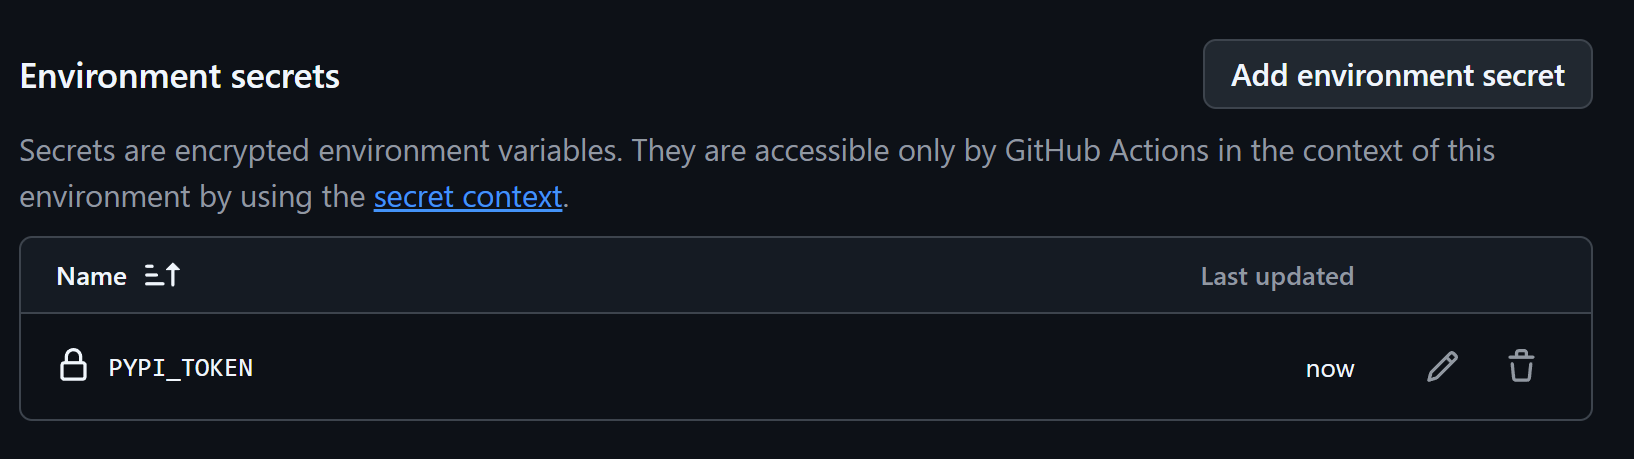 Environment secrets
Add environment secret
Secrets are encrypted environment variables. They are accessible only by GitHub Actions in the context of this
environment by using the secret context.
Name
Last updated
PYPI_TOKEN
now